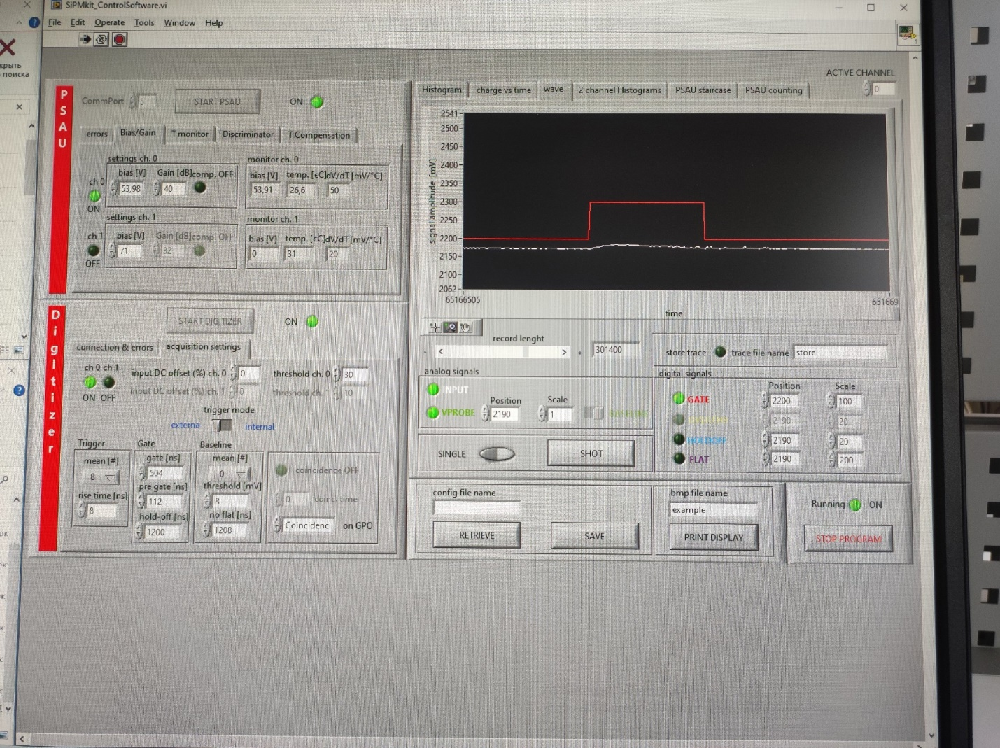 SiPMkit_ControlSoftware.vi
File Edit Operate Tools Window Help
крыть
поиска
1
ACTIVE CHANNEL
0
PSAU
CommPort 5 START PSAU ON
errors Bias/Gain T monitor Discriminator T Compensation
settings ch. 0
bias [V] Gain [dB] comp. OFF
ch 0 53,98 40
ON
monitor ch. 0
bias [V] temp. [єC] dV/dT [mV/°C]
53,91 26,6 50
settings ch. 1
ch 1 bias [V] Gain [dB] comp. OFF
71 32
OFF
monitor ch. 1
bias [V] temp. [єC] dV/dT [mV/°C]
0 31 20
Digitizer
START DIGITIZER ON
connection & errors acquisition settings
ch 0 ch 1
ON OFF
input DC offset (%) ch. 0 0 threshold ch. 0 30
input DC offset (%) ch. 1 0 threshold ch. 1 10
trigger mode
externa internal
Trigger
mean [#]
8
rise time [ns]
8
Gate
gate [ns]
504
pre gate [ns]
112
hold-off [ns]
1200
Baseline
mean [#]
0
threshold [mV]
8
no flat [ns]
1208
coincidence OFF
0 coinc. time
Coincidenc on GPO
Histogram charge vs time wave 2 channel Histograms PSAU staircase PSAU counting
signal amplitude [mV]
2541
2500
2450
2400
2350
2300
2250
2200
2150
2100
2062
65166505 651669
time
record lenght
- + 301400
store trace trace file name store
analog signals
INPUT
VPROBE Position 2190 Scale 1 BASELINE
digital signals
Position Scale
GATE 2200 100
2190 20
HOLDOFF 2190 20
FLAT 2190 200
SINGLE SHOT
config file name
RETRIEVE SAVE
.bmp file name
example
PRINT DISPLAY
Running ON
STOP PROGRAM